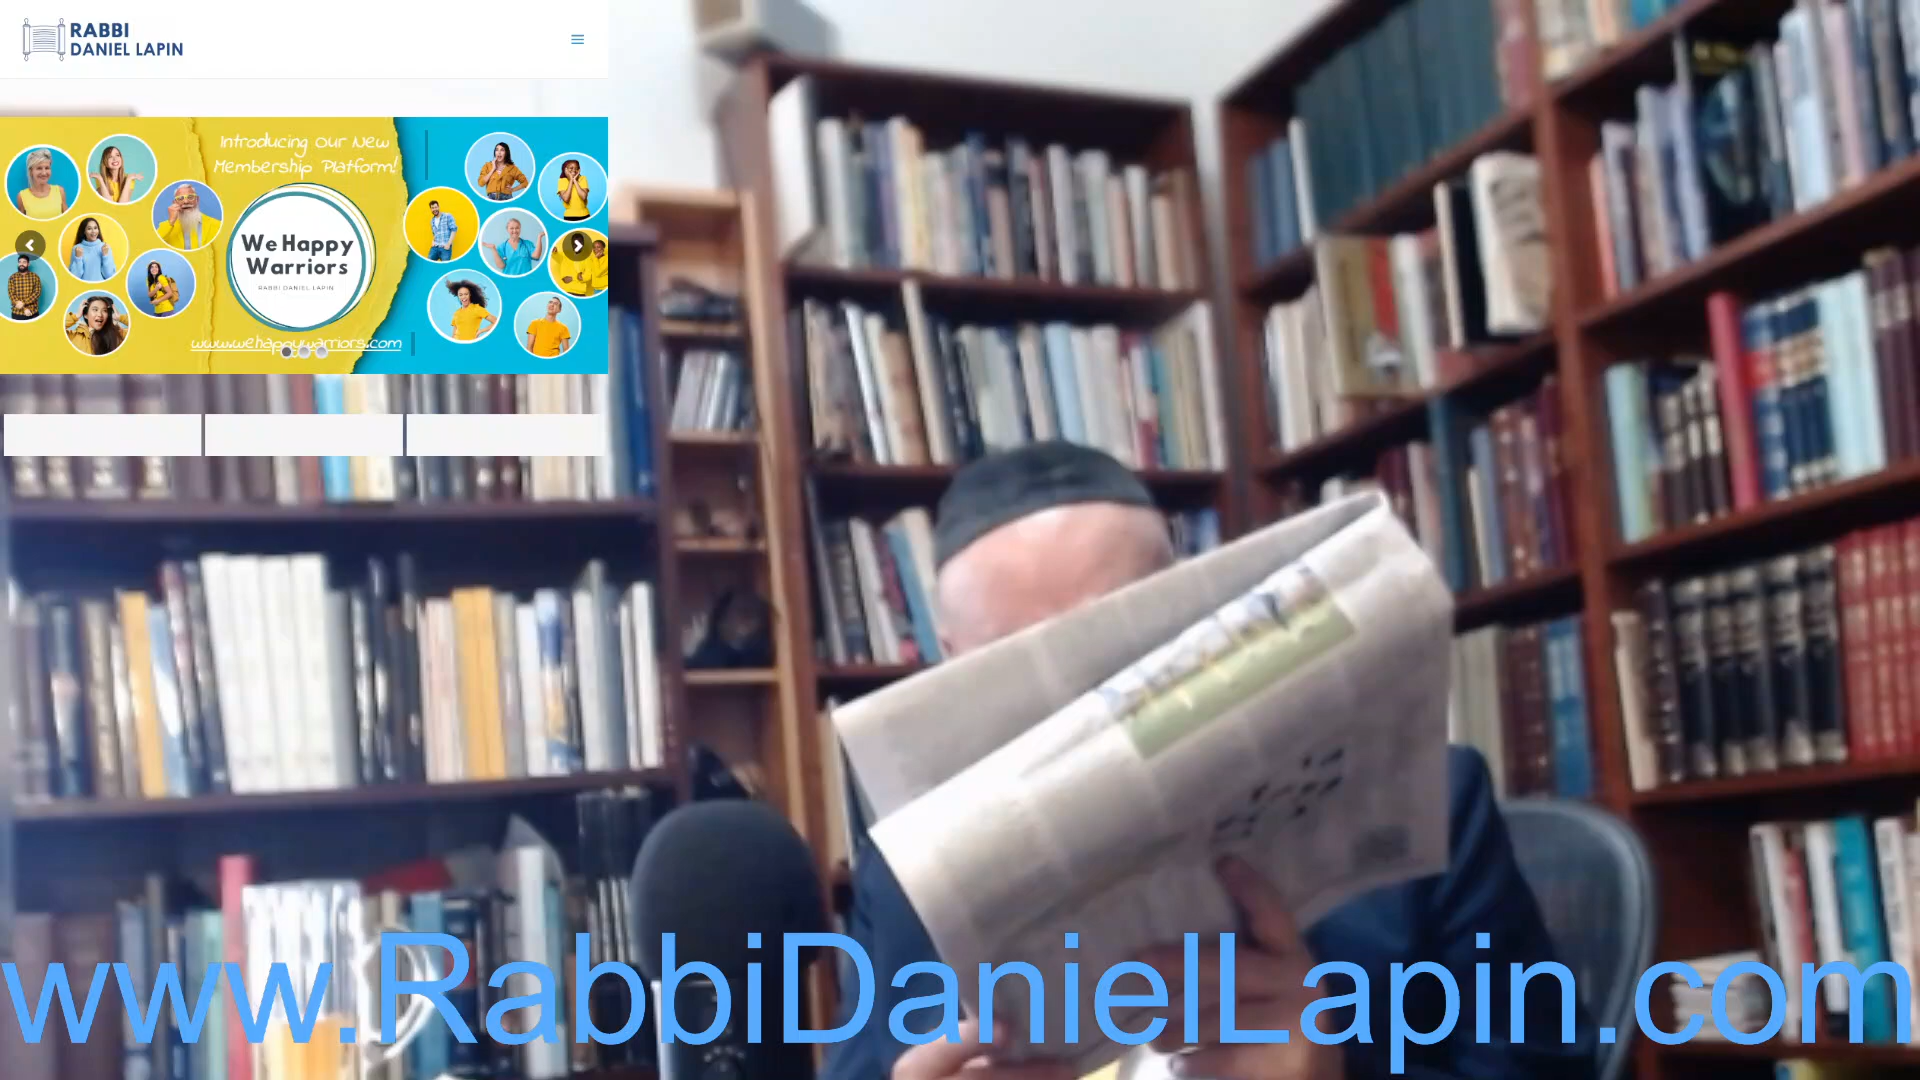 RABBI
DANIEL LAPIN
Introducing Our New
Membership Platform!
We Happy
Warriors
RABBI DANIEL LAPIN
www.wehappywarriors.com
www.RabbiDanielLapin.com